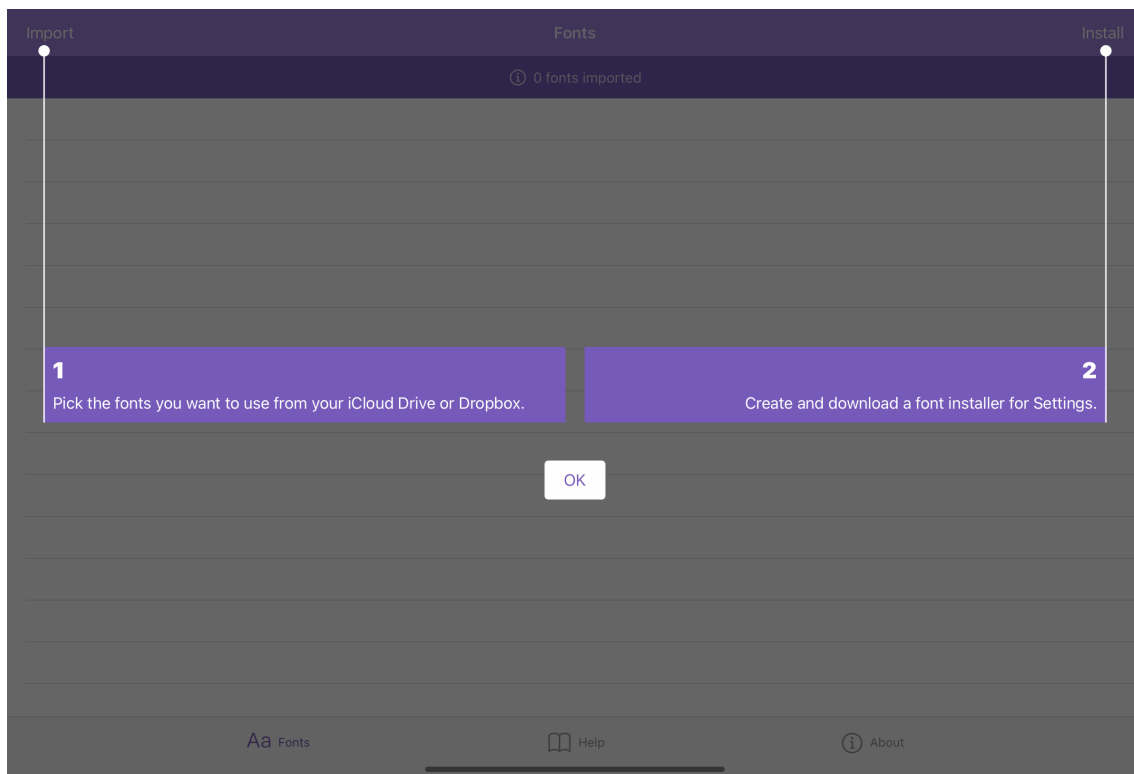 Import
Fonts
Install
0 fonts imported
1
Pick the fonts you want to use from your iCloud Drive or Dropbox.
2
Create and download a font installer for Settings.
OK
Aa Fonts
Help
About